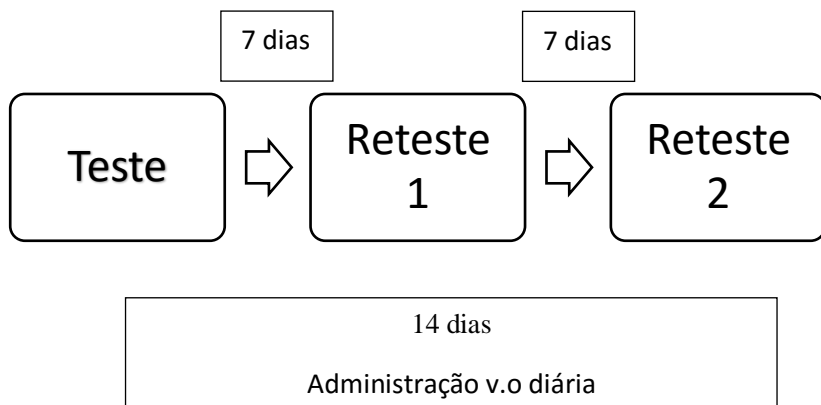 7 dias
7 dias
Teste
Reteste
1
Reteste
2
14 dias
Administração v.o diária